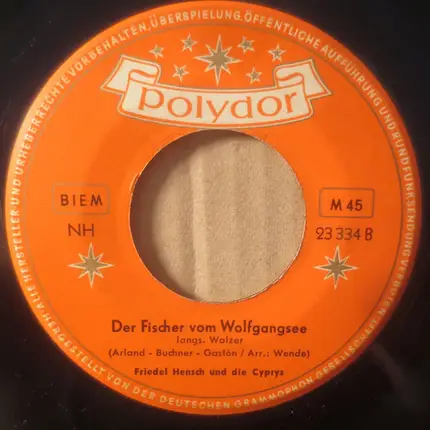 ALLE HERSTELLER UND URHEBERRECHTE VORBEHALTEN, ÜBERSPIELUNG, ÖFFENTLICHE AUFFÜHRUNG UND RUNDFUNKSENDUNG VERBOTEN
polydor
BIEM
NH
M 45
23 334 B
Der Fischer vom Wolfgangsee
langs. Walzer
(Arland - Buchner - Gastón / Arr.: Wende)
Friedel Hensch und die Cyprys
HERGESTELLT VON DER DEUTSCHEN GRAMMOPHON GESELLSCHAFT